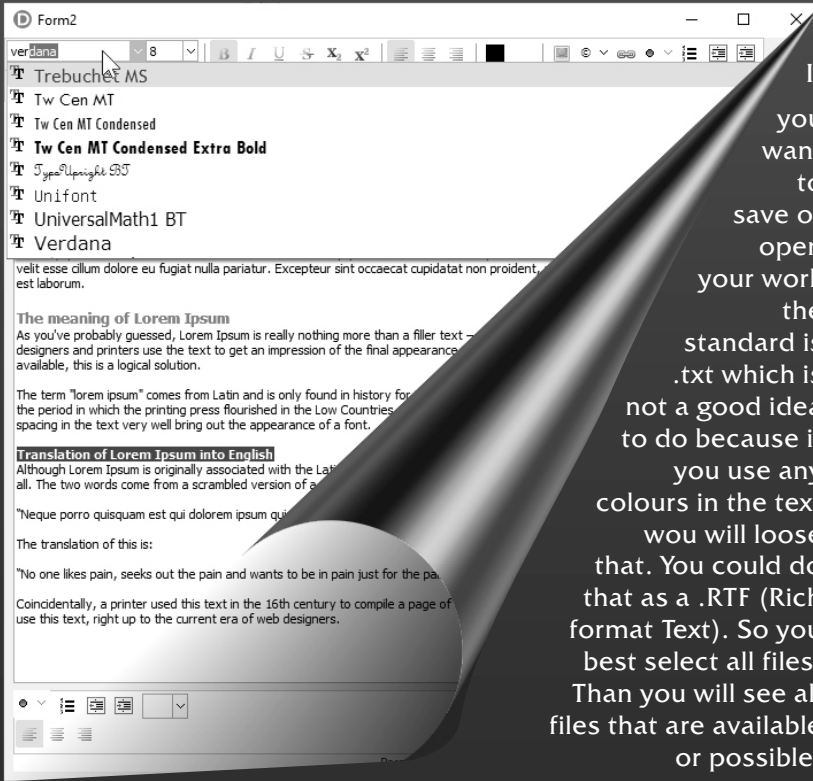 Form2
verdana 8 B I U S X₂ X²
Trebuchet MS
Tw Cen MT
Tw Cen MT Condensed
Tw Cen MT Condensed Extra Bold
TypoUpright BT
Unifont
UniversalMath1 BT
Verdana
velit esse cillum dolore eu fugiat nulla pariatur. Excepteur sint occaecat cupidatat non proident,
est laborum.
The meaning of Lorem Ipsum
As you've probably guessed, Lorem Ipsum is really nothing more than a filler text –
designers and printers use the text to get an impression of the final appearance
available, this is a logical solution.
The term "lorem ipsum" comes from Latin and is only found in history for
the period in which the printing press flourished in the Low Countries
spacing in the text very well bring out the appearance of a font.
Translation of Lorem Ipsum into English
Although Lorem Ipsum is originally associated with the
all. The two words come from a scrambled version of a
"Neque porro quisquam est qui dolorem ipsum
The translation of this is:
"No one likes pain, seeks out the pain and wants to be in pain just for the
Coincidentally, a printer used this text in the 16th century to compile a page of
use this text, right up to the current era of web designers.
I
you
wan
to
save o
open
your work
the
standard is
.txt which is
not a good idea
to do because i
you use any
colours in the tex
wou will loose
that. You could do
that as a .RTF (Rich
format Text). So you
best select all files.
Than you will see al
files that are available
or possible.